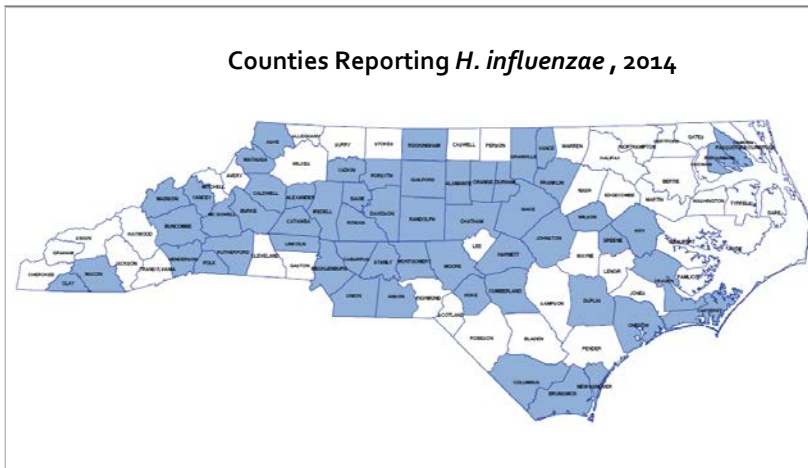 Counties Reporting H. influenzae , 2014
ASHE
ALLEGHANY
SURRY
STOKES
ROCKINGHAM
CASWELL
PERSON
GRANVILLE
VANCE
WARREN
NORTHAMPTON
GATES
HALIFAX
WATAUGA
WILKES
YADKIN
FORSYTH
GUILFORD
ALAMANCE
ORANGE
DURHAM
FRANKLIN
NASH
EDGECOMBE
BERTIE
MARTIN
WASHINGTON
TYRRELL
DARE
AVERY
MITCHELL
CALDWELL
ALEXANDER
IREDELL
DAVIE
DAVIDSON
RANDOLPH
CHATHAM
WAKE
WILSON
PITT
MADISON
YANCEY
MC DOWELL
BURKE
CATAWBA
ROWAN
JOHNSTON
GREENE
BEAUFORT
HYDE
HAYWOOD
BUNCOMBE
LINCOLN
LEE
HARNETT
WAYNE
SWAIN
GRAHAM
RUTHERFORD
CLEVELAND
GASTON
MECKLENBURG
CABARRUS
STANLY
MONTGOMERY
MOORE
LENOIR
CRAVEN
PAMLICO
CHEROKEE
CLAY
MACON
JACKSON
TRANSYLVANIA
HENDERSON
POLK
UNION
ANSON
RICHMOND
HOKE
CUMBERLAND
SAMPSON
DUPLIN
JONES
SCOTLAND
ONSLOW
ROBESON
BLADEN
PENDER
COLUMBUS
BRUNSWICK
NEW HANOVER